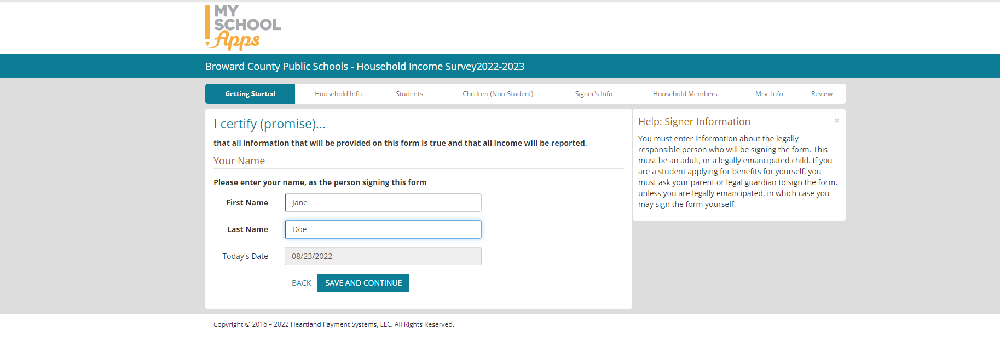 MY
SCHOOL
Apps
Broward County Public Schools - Household Income Survey2022-2023
Getting Started Household Info Students Children (Non-Student) Signer's Info Household Members Misc Info Review
I certify (promise)...
that all information that will be provided on this form is true and that all income will be reported.
Your Name
Please enter your name, as the person signing this form
First Name Jane
Last Name Doe
Today's Date 08/23/2022
BACK SAVE AND CONTINUE
Help: Signer Information ×
You must enter information about the legally
responsible person who will be signing the form. This
must be an adult, or a legally emancipated child. If you
are a student applying for benefits for yourself, you
must ask your parent or legal guardian to sign the form,
unless you are legally emancipated, in which case you
may sign the form yourself.
Copyright © 2016 – 2022 Heartland Payment Systems, LLC. All Rights Reserved.